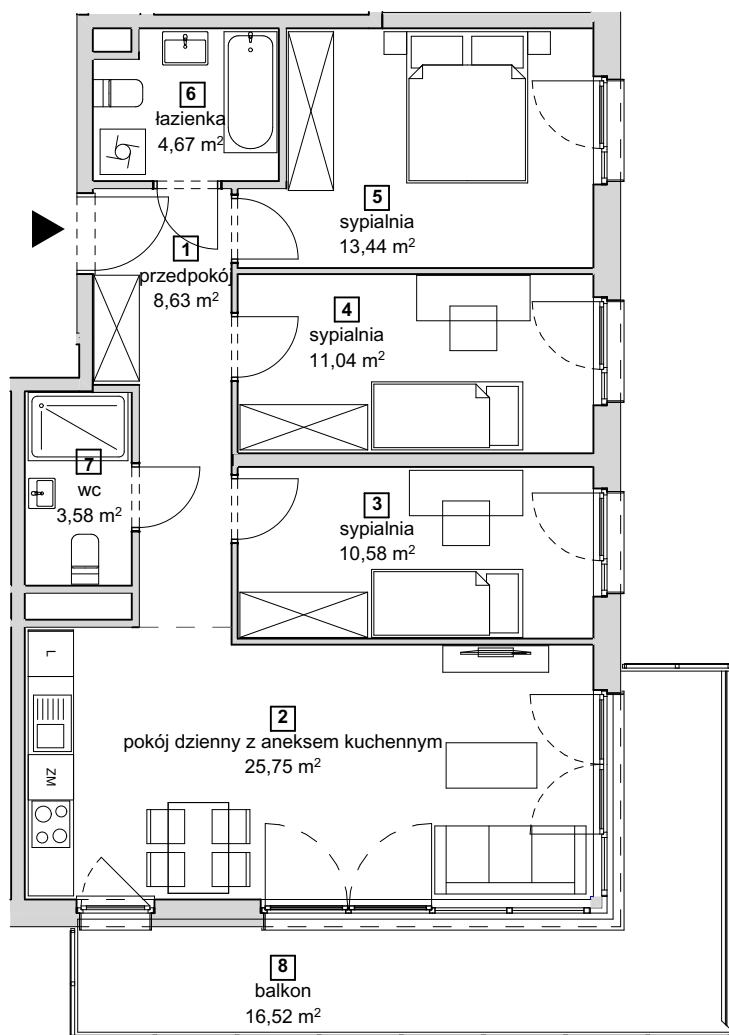 6
łazienka
4,67 m²
5
sypialnia
13,44 m²
1
przedpokój
8,63 m²
4
sypialnia
11,04 m²
7
wc
3,58 m²
3
sypialnia
10,58 m²
L
2
pokój dzienny z aneksem kuchennym
25,75 m²
ZM
8
balkon
16,52 m²